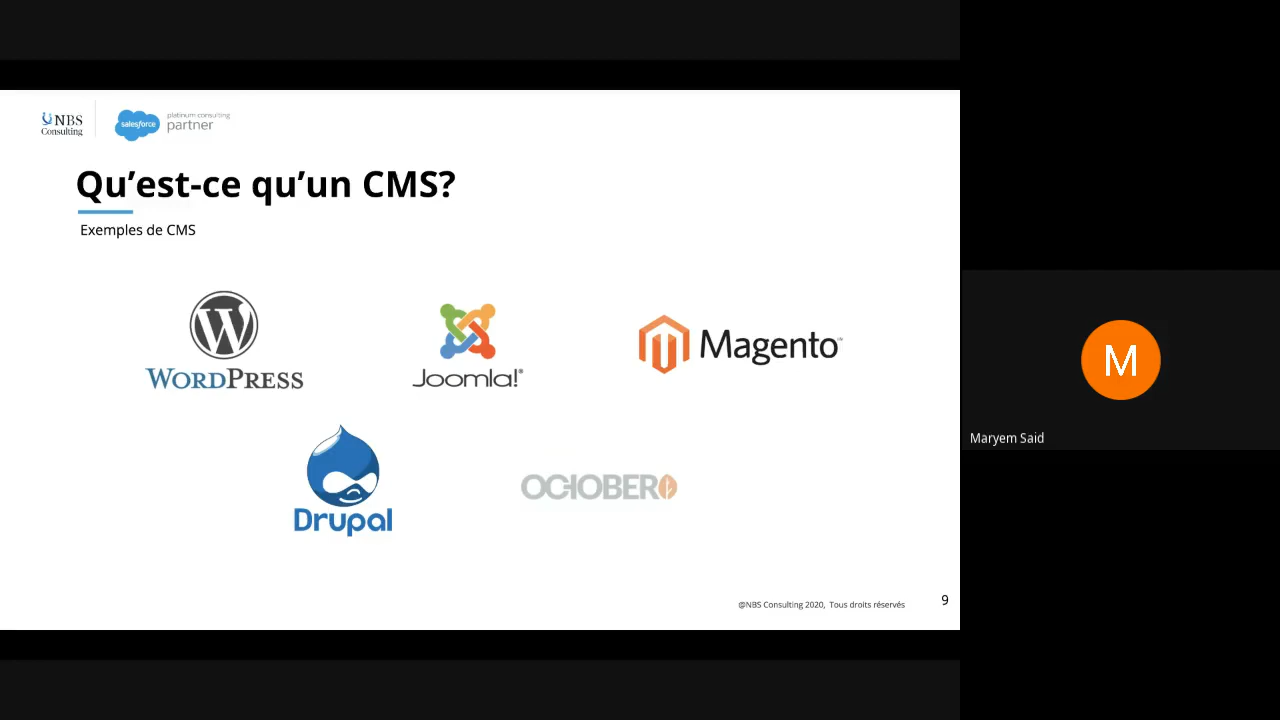 NBS
Consulting
salesforce
platinum consulting
partner
Qu’est-ce qu’un CMS?
Exemples de CMS
WORDPRESS
Joomla!®
Magento™
Drupal
OCTOBER
M
Maryem Said
@NBS Consulting 2020, Tous droits réservés
9